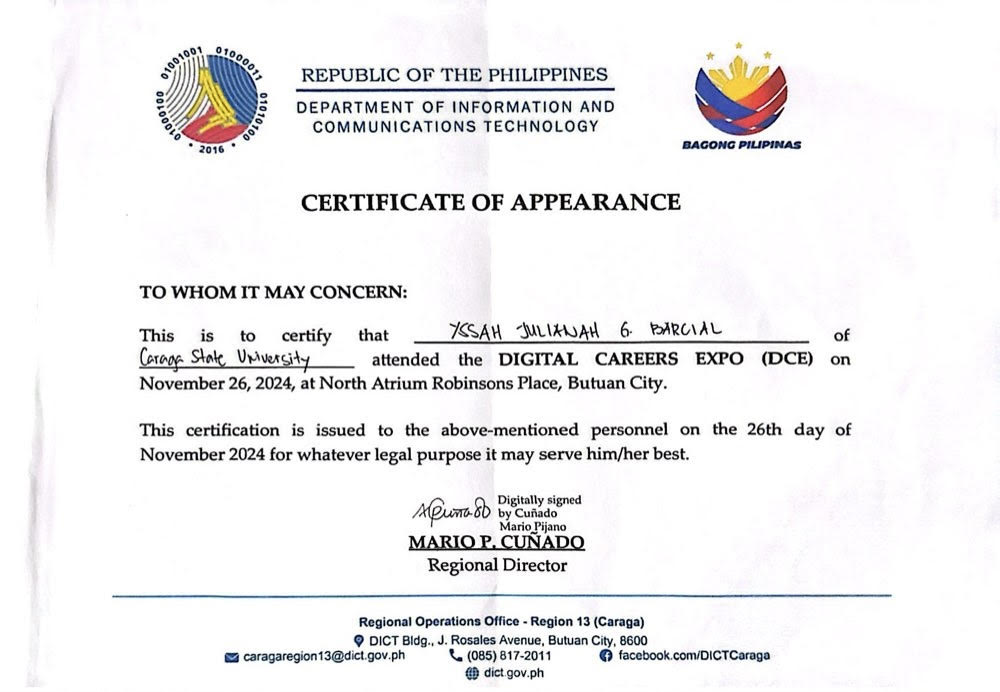 01001001 01000011 01010100 01000100
• 2016 •
REPUBLIC OF THE PHILIPPINES
DEPARTMENT OF INFORMATION AND
COMMUNICATIONS TECHNOLOGY
BAGONG PILIPINAS
CERTIFICATE OF APPEARANCE
TO WHOM IT MAY CONCERN:
This is to certify that YSSAH JULIANAH G. BARCIAL of
Caraga State University attended the DIGITAL CAREERS EXPO (DCE) on
November 26, 2024, at North Atrium Robinsons Place, Butuan City.
This certification is issued to the above-mentioned personnel on the 26th day of
November 2024 for whatever legal purpose it may serve him/her best.
Digitally signed
by Cuñado
Mario Pijano
MARIO P. CUÑADO
Regional Director
Regional Operations Office - Region 13 (Caraga)
DICT Bldg., J. Rosales Avenue, Butuan City, 8600
caragaregion13@dict.gov.ph (085) 817-2011 facebook.com/DICTCaraga
dict.gov.ph